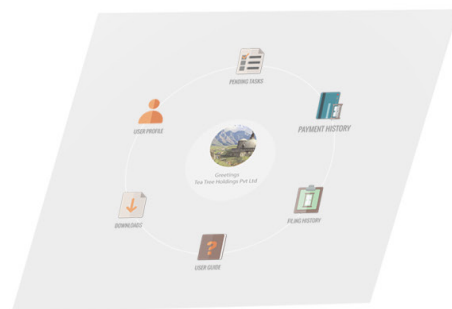 PENDING TASKS
PAYMENT HISTORY
USER PROFILE
Greetings
Tea Tree Holdings Pvt Ltd
FILING HISTORY
DOWNLOADS
USER GUIDE